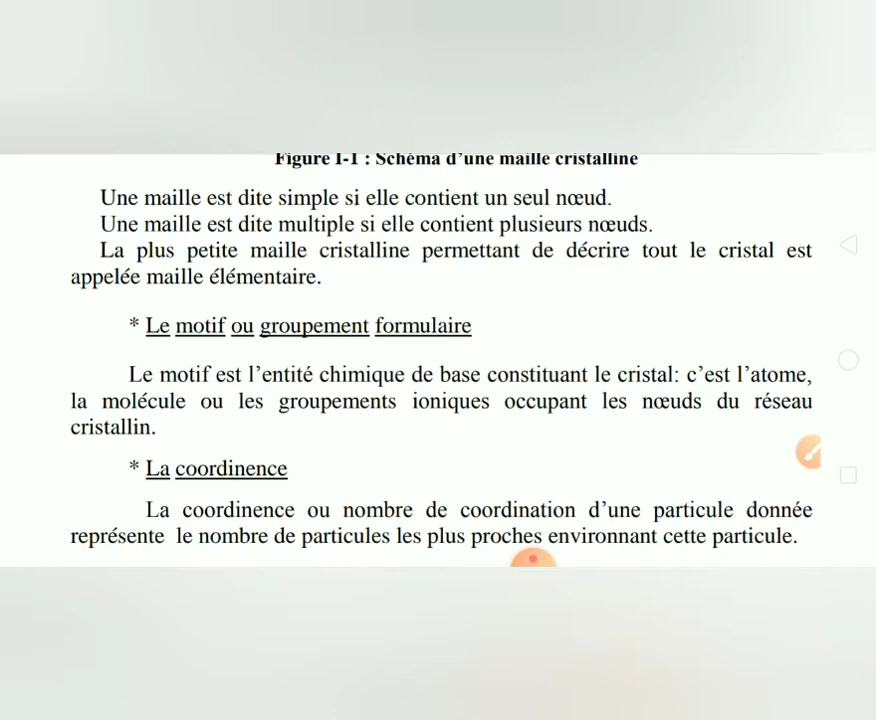 Figure I-1 : Schéma d’une maille cristalline
Une maille est dite simple si elle contient un seul nœud.
Une maille est dite multiple si elle contient plusieurs nœuds.
La plus petite maille cristalline permettant de décrire tout le cristal est
appelée maille élémentaire.
* Le motif ou groupement formulaire
Le motif est l’entité chimique de base constituant le cristal: c’est l’atome,
la molécule ou les groupements ioniques occupant les nœuds du réseau
cristallin.
* La coordinence
La coordinence ou nombre de coordination d’une particule donnée
représente le nombre de particules les plus proches environnant cette particule.